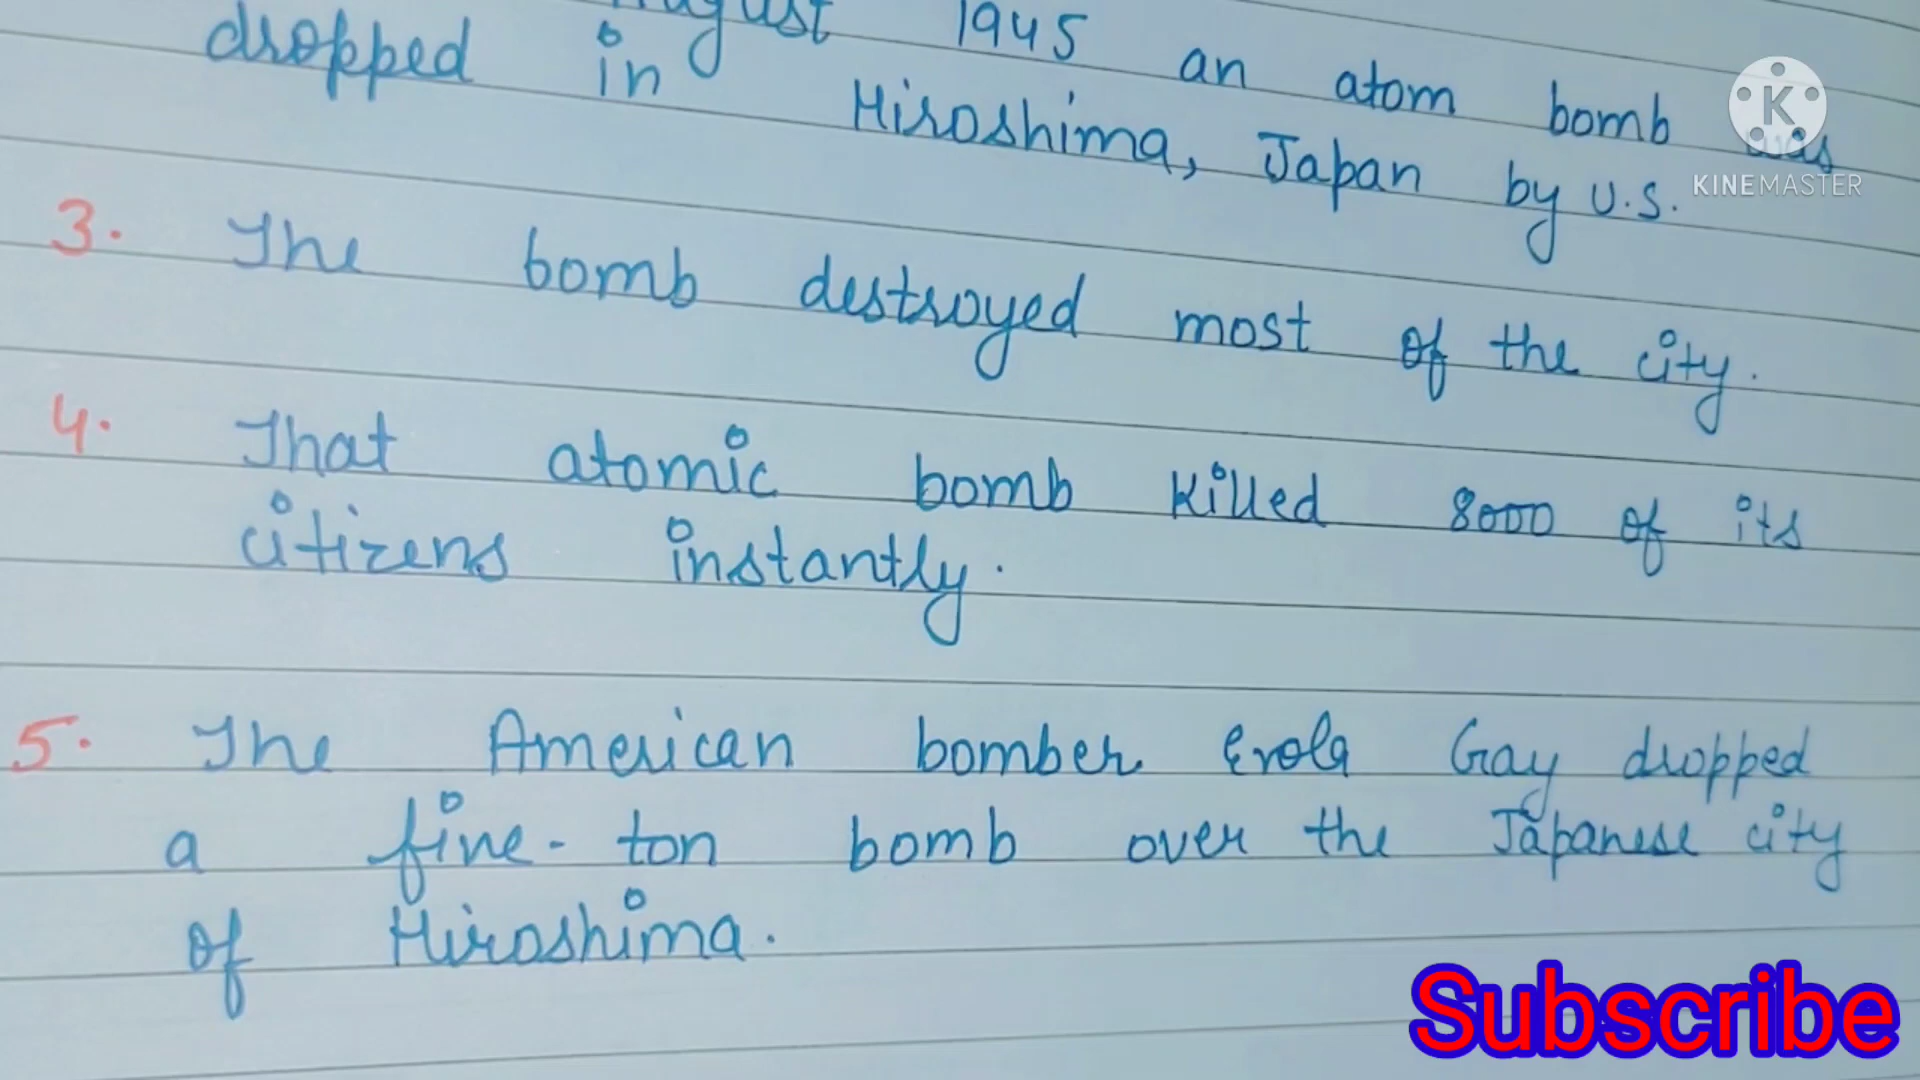 August 1945 an atom bomb was
dropped in Hiroshima, Japan by U.S.
KINEMASTER
3. The bomb destroyed most of the city.
4. That atomic bomb killed 8000 of its
citizens instantly.
5. The American bomber Erola Gay dropped
a fine-ton bomb over the Japanese city
of Hiroshima.
Subscribe